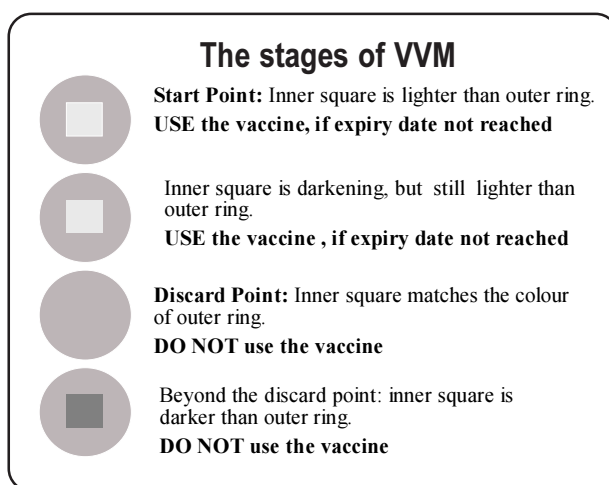 The stages of VVM
Start Point: Inner square is lighter than outer ring.
USE the vaccine, if expiry date not reached
Inner square is darkening, but still lighter than
outer ring.
USE the vaccine , if expiry date not reached
Discard Point: Inner square matches the colour
of outer ring.
DO NOT use the vaccine
Beyond the discard point: inner square is
darker than outer ring.
DO NOT use the vaccine